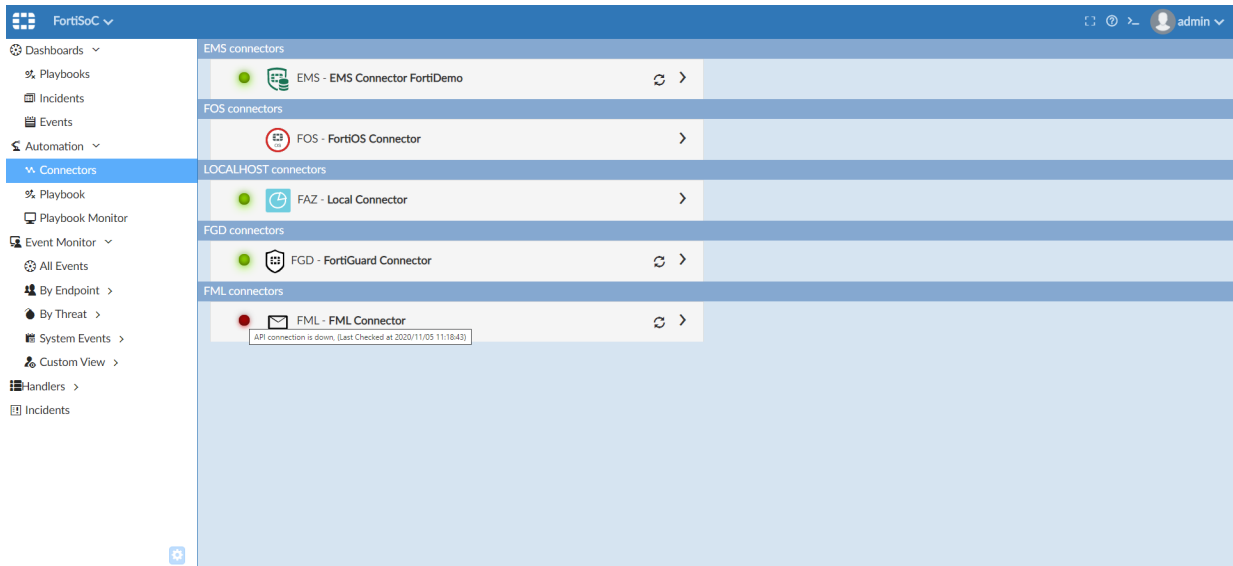 FortiSoC
admin
Dashboards
Playbooks
Incidents
Events
Automation
Connectors
Playbook
Playbook Monitor
Event Monitor
All Events
By Endpoint
By Threat
System Events
Custom View
Handlers
Incidents
EMS connectors
EMS - EMS Connector FortiDemo
FOS connectors
FOS - FortiOS Connector
LOCALHOST connectors
FAZ - Local Connector
FGD connectors
FGD - FortiGuard Connector
FML connectors
FML - FML Connector
API connection is down, (Last Checked at 2020/11/05 11:18:43)